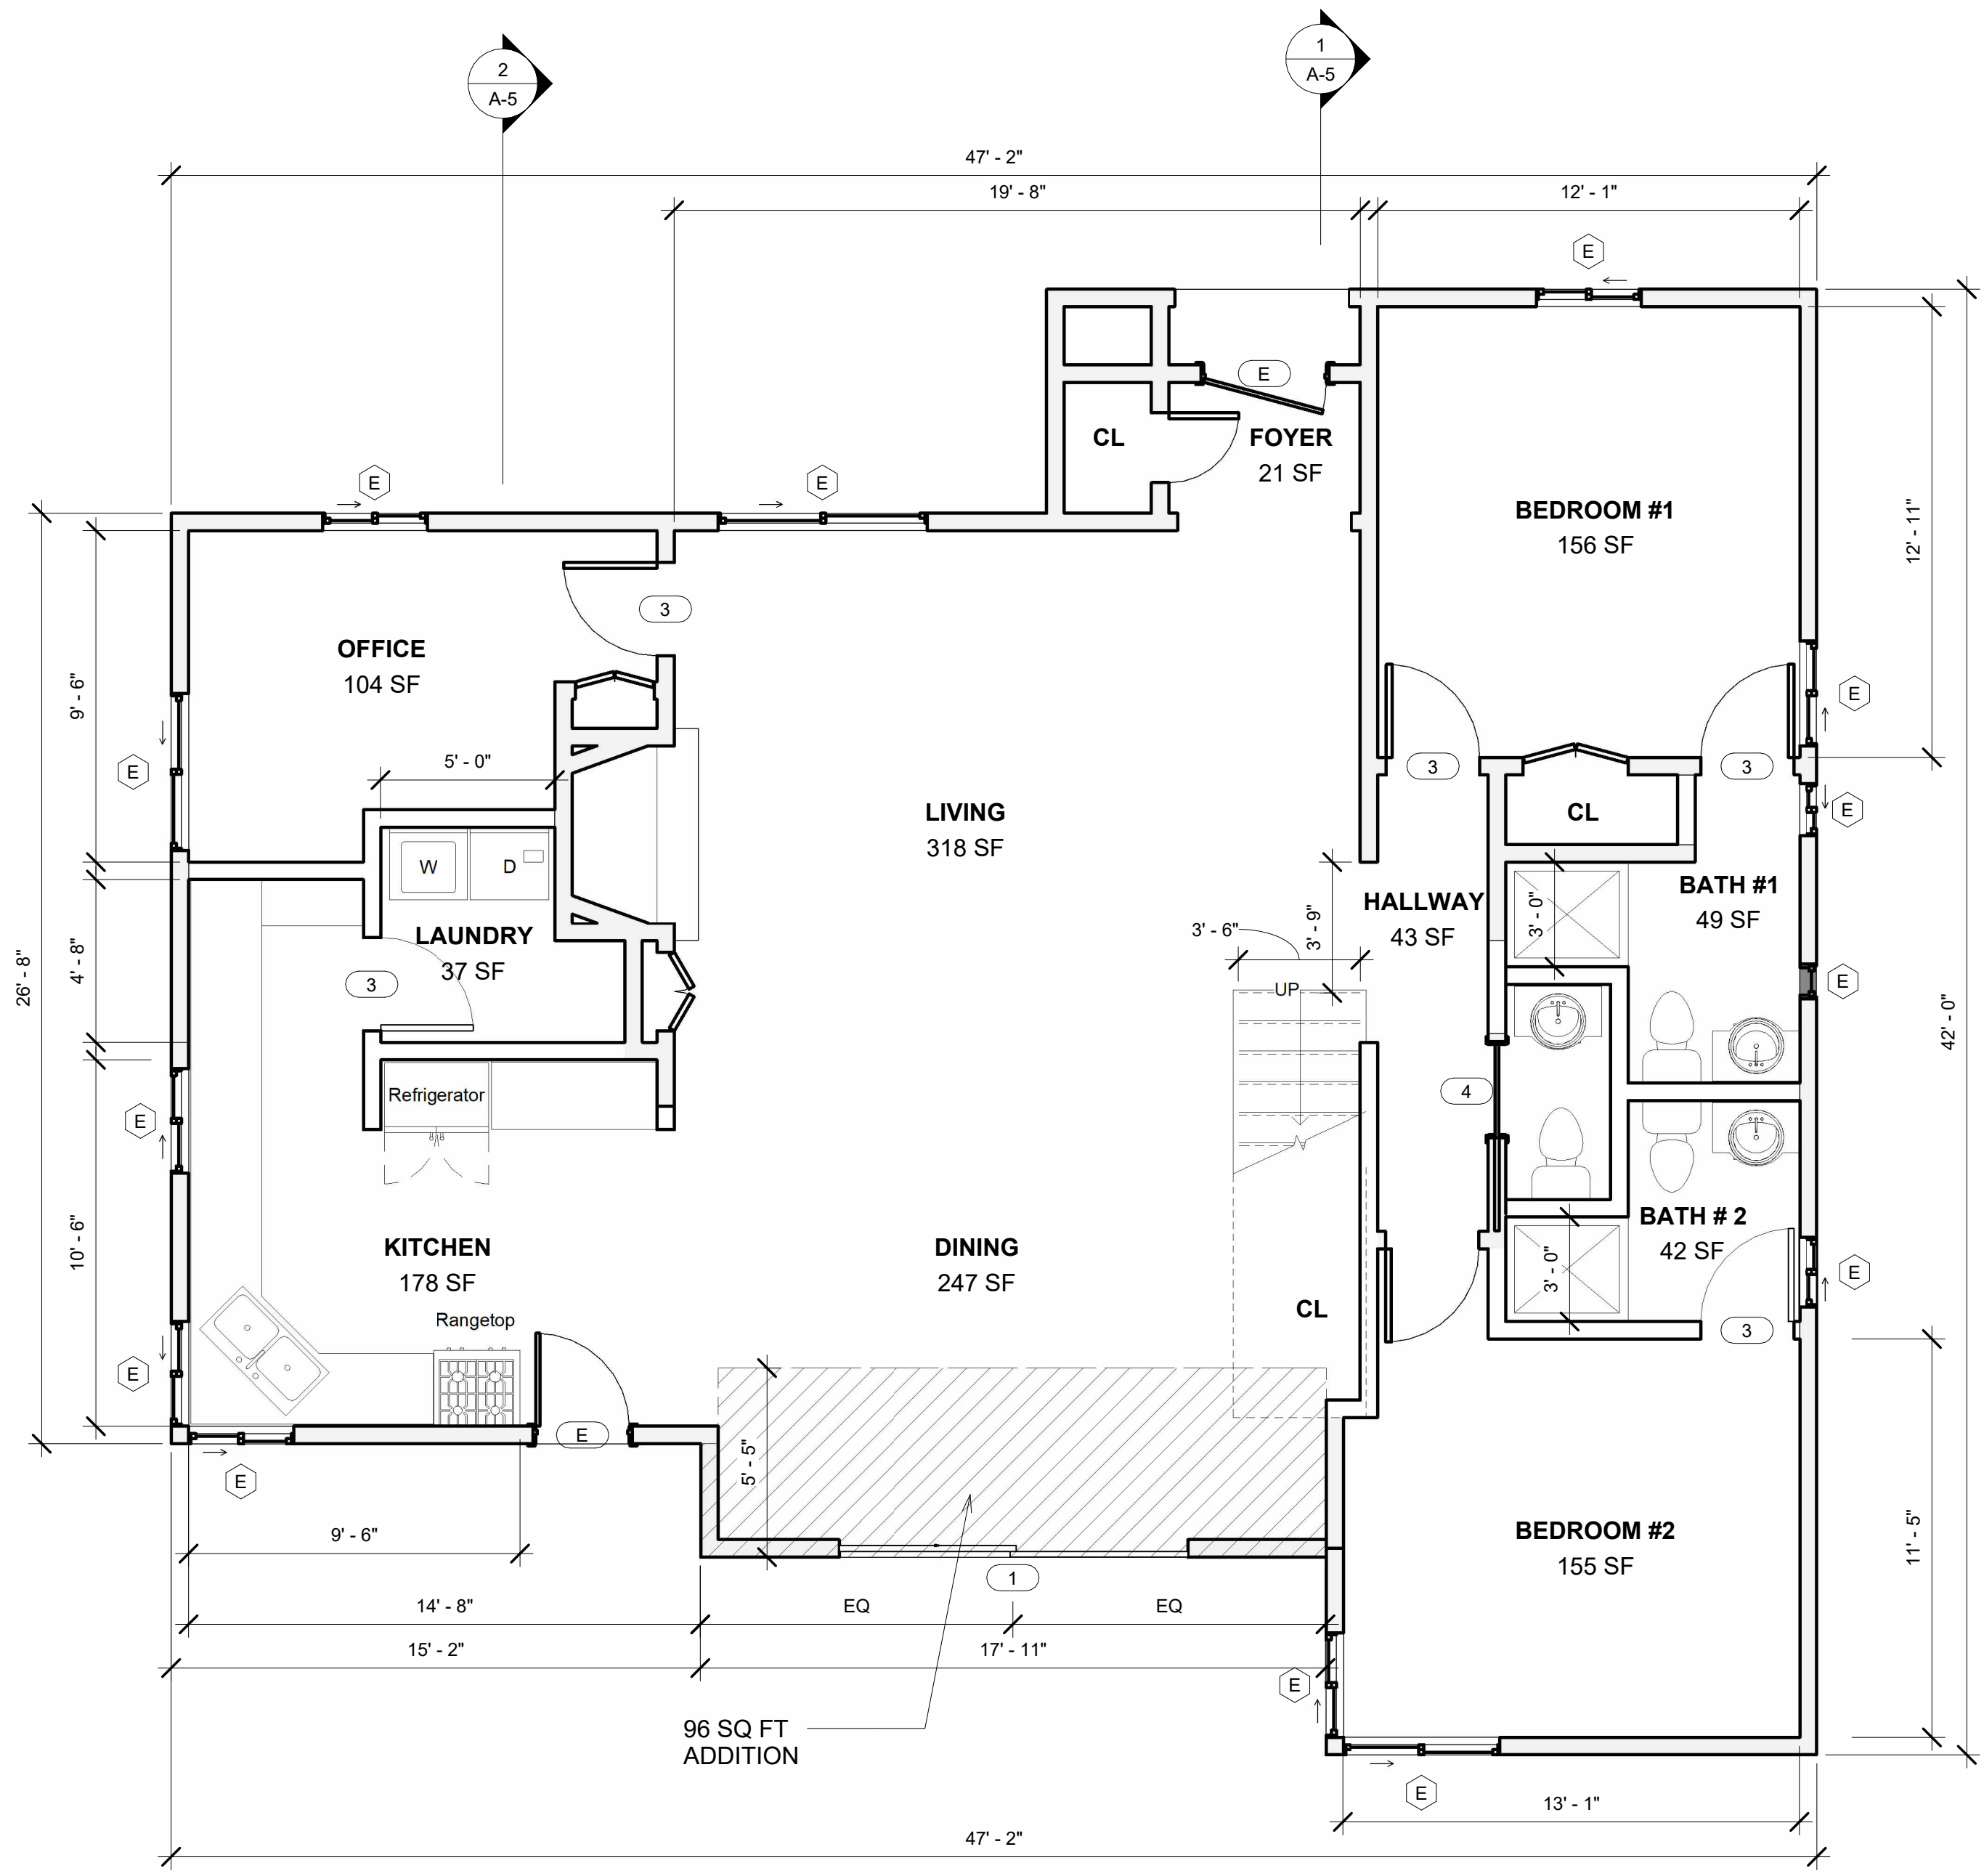 1
A-5
2
A-5
47' - 2"
19' - 8"
12' - 1"
E
E
CL
FOYER
21 SF
E
E
BEDROOM #1
156 SF
12' - 11"
3
OFFICE
104 SF
9' - 6"
E
E
5' - 0"
3
3
E
LIVING
318 SF
CL
W
D
BATH #1
49 SF
HALLWAY
43 SF
3' - 0"
3' - 9"
3' - 6"
LAUNDRY
37 SF
4' - 8"
26' - 8"
3
E
UP
42' - 0"
Refrigerator
4
E
10' - 6"
BATH # 2
42 SF
3' - 0"
KITCHEN
178 SF
DINING
247 SF
E
CL
Rangetop
3
E
E
5' - 5"
E
9' - 6"
BEDROOM #2
155 SF
11' - 5"
1
14' - 8"
EQ
EQ
15' - 2"
17' - 11"
E
96 SQ FT
ADDITION
E
13' - 1"
47' - 2"